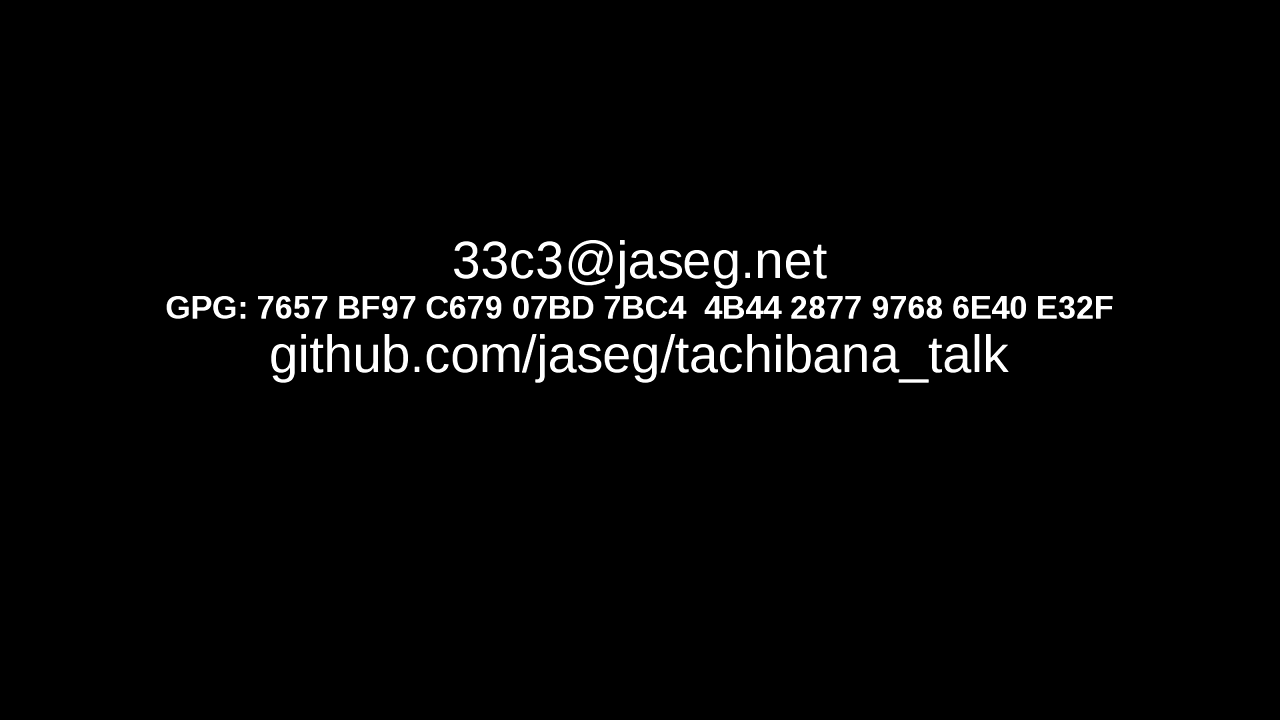 33c3@jaseg.net
GPG: 7657 BF97 C679 07BD 7BC4  4B44 2877 9768 6E40 E32F
github.com/jaseg/tachibana_talk